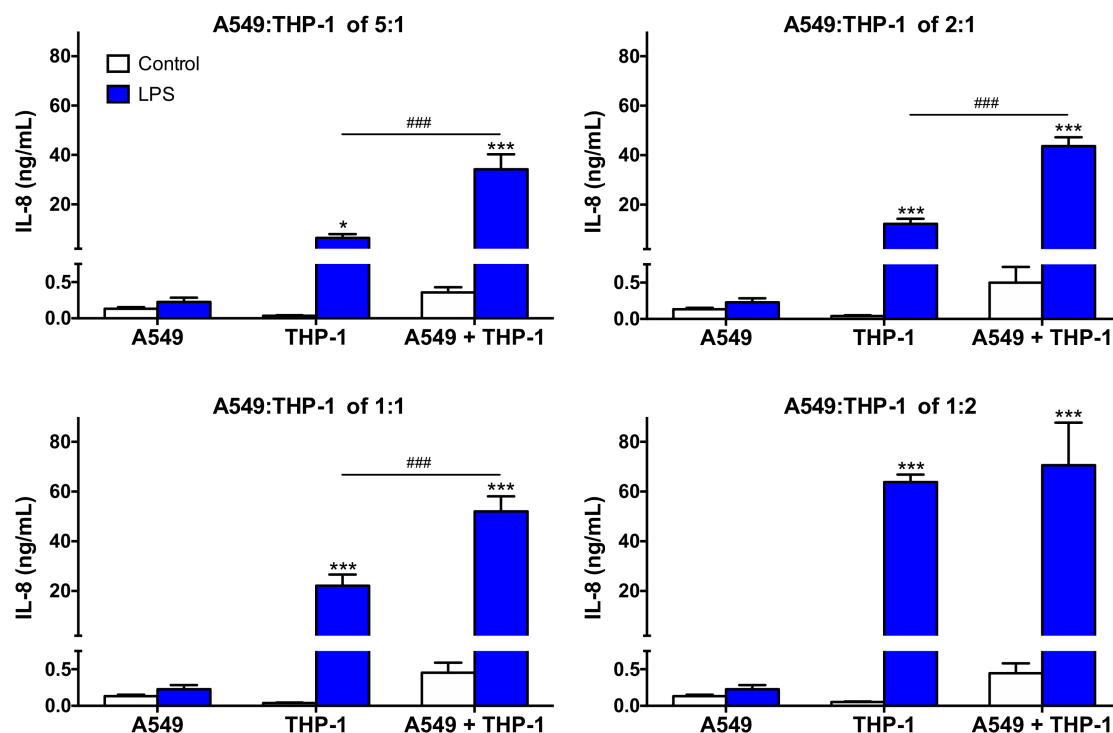 A549:THP-1 of 5:1
Control
LPS
IL-8 (ng/mL)
80
60
40
20
0.5
0.0
###
*
***
A549
THP-1
A549 + THP-1
A549:THP-1 of 2:1
IL-8 (ng/mL)
80
60
40
20
0.5
0.0
###
***
***
A549
THP-1
A549 + THP-1
A549:THP-1 of 1:1
IL-8 (ng/mL)
80
60
40
20
0.5
0.0
###
***
***
A549
THP-1
A549 + THP-1
A549:THP-1 of 1:2
IL-8 (ng/mL)
80
60
40
20
0.5
0.0
***
***
A549
THP-1
A549 + THP-1